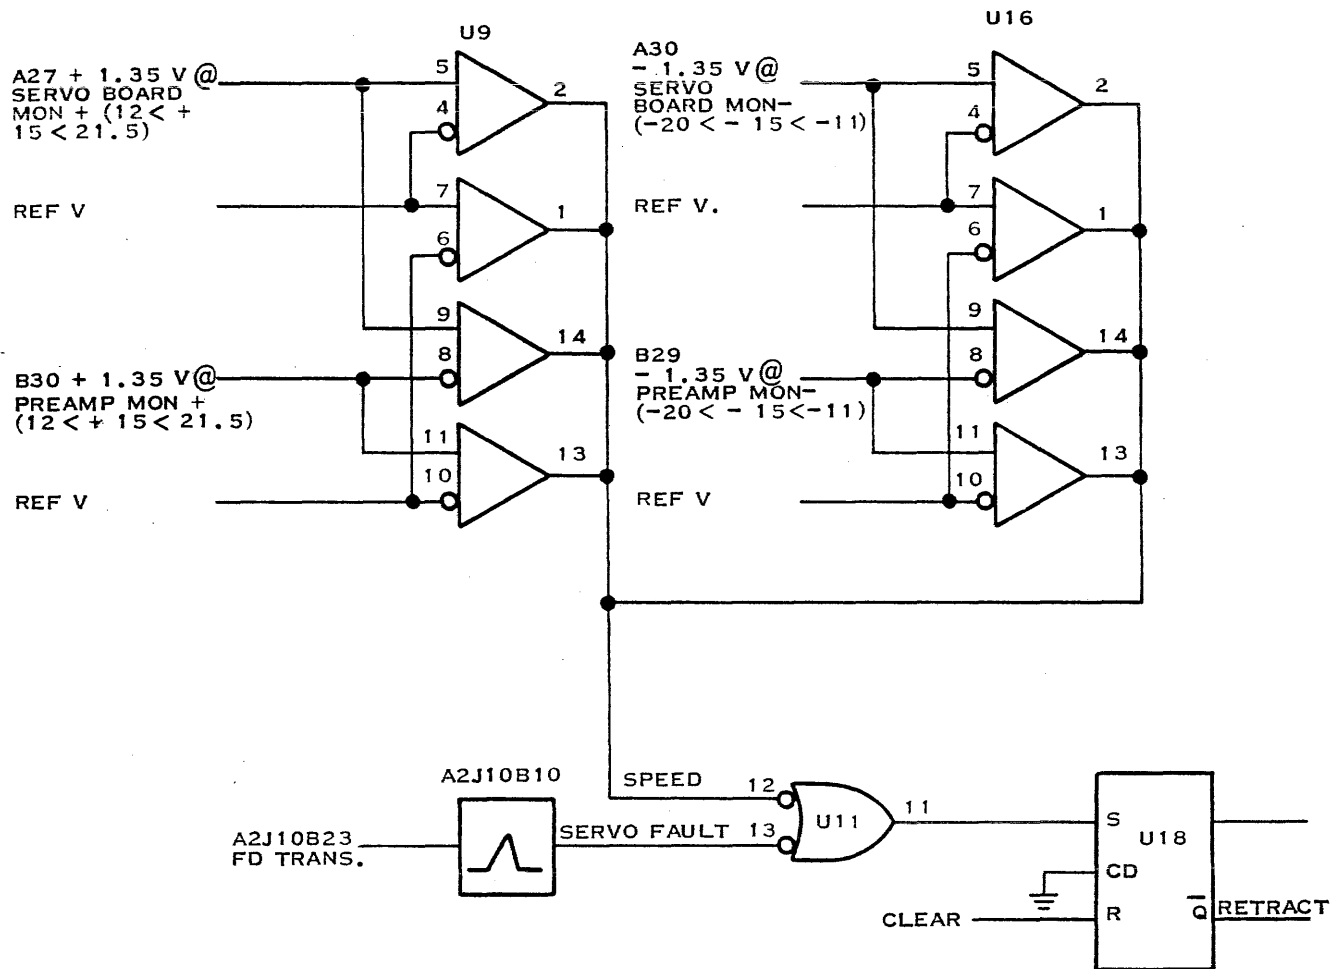 U9
U16
A27 + 1.35 V @
SERVO BOARD
MON + (12< +
15<21.5)
5
4
2
REF V
7
6
1
9
8
14
B30 + 1.35 V@
PREAMP MON +
(12< + 15<21.5)
11
10
13
REF V
A30
- 1.35 V@
SERVO
BOARD MON-
(-20< - 15<-11)
5
4
2
REF V.
7
6
1
9
8
14
B29
- 1.35 V@
PREAMP MON-
(-20< - 15<-11)
11
10
13
REF V
A2J10B10
SPEED
12
A2J10B23
FD TRANS.
SERVO FAULT
13
U11
11
S
U18
CD
CLEAR
R
Q̅
RETRACT